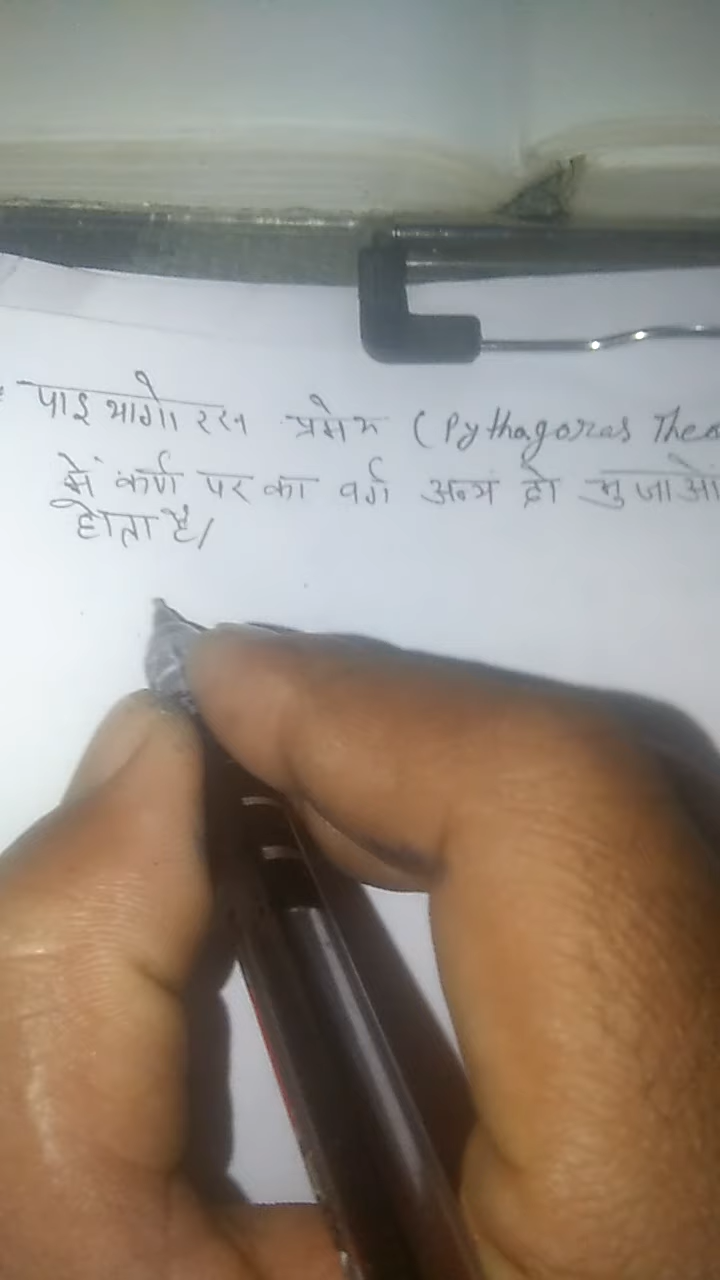 पाइथागोरस प्रमेय (Pythagoras Theo
में कर्ण पर का वर्ग अन्य दो भुजाओं
होता है।